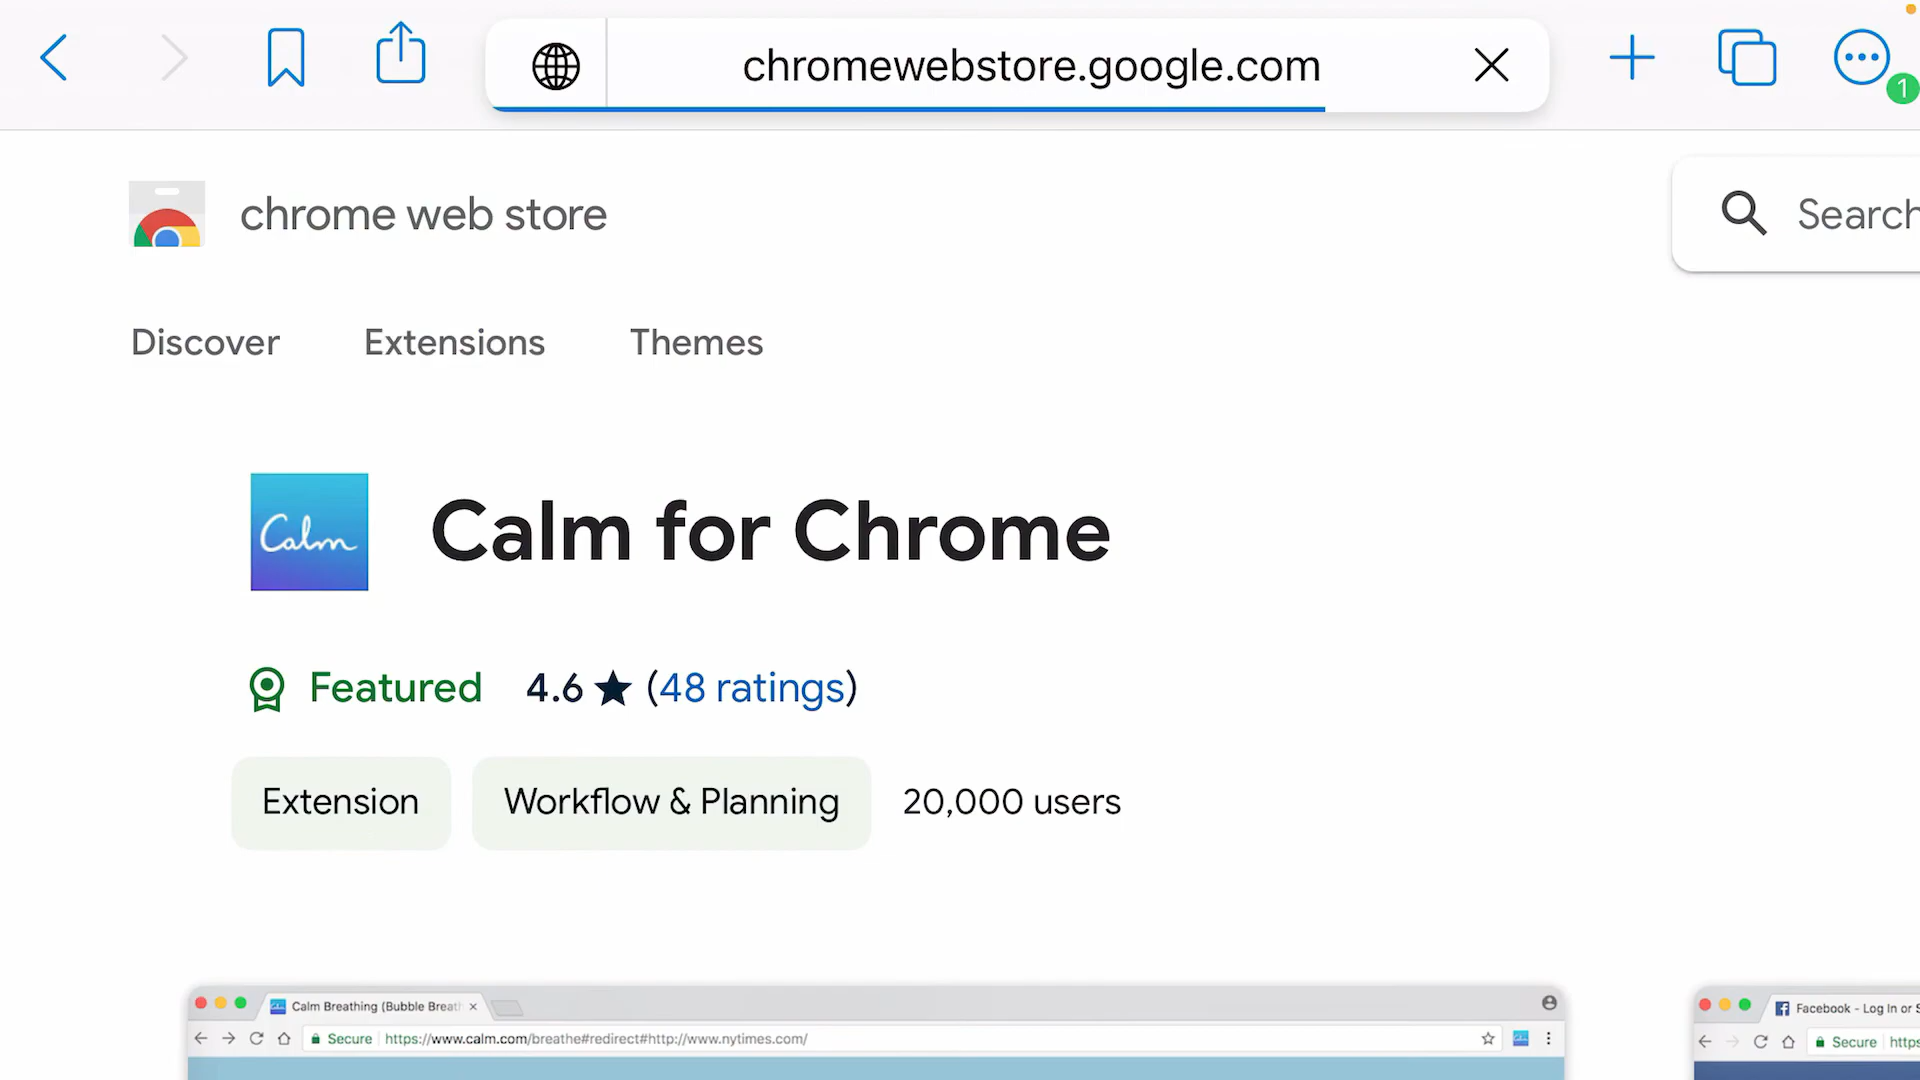 chromewebstore.google.com
1
chrome web store
Search
Discover Extensions Themes
Calm
Calm for Chrome
Featured 4.6 ★ (48 ratings)
Extension Workflow & Planning 20,000 users
Calm Breathing (Bubble Breat
Secure https://www.calm.com/breathe#redirect#http://www.nytimes.com/
Facebook - Log In or S
Secure https